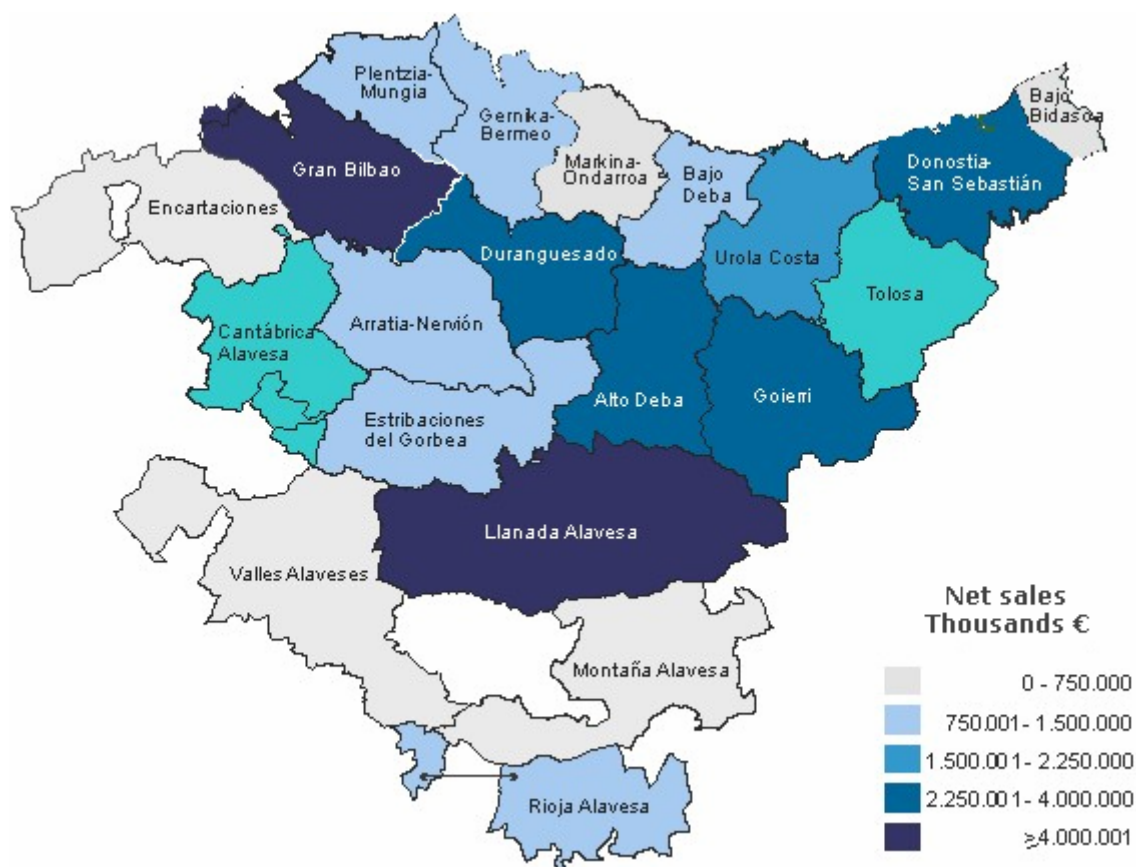 Plentzia-
Mungia
Gernika-
Bermeo
Bajo
Bidasoa
Gran Bilbao
Markina-
Ondarroa
Bajo
Deba
Donostia-
San Sebastián
Encartaciones
Duranguesado
Urola Costa
Tolosa
Cantábrica
Alavesa
Arratia-Nervión
Alto Deba
Goierri
Estribaciones
del Gorbea
Llanada Alavesa
Valles Alaveses
Montaña Alavesa
Rioja Alavesa
Net sales
Thousands €
0 - 750.000
750.001 - 1.500.000
1.500.001 - 2.250.000
2.250.001 - 4.000.000
≥4.000.001